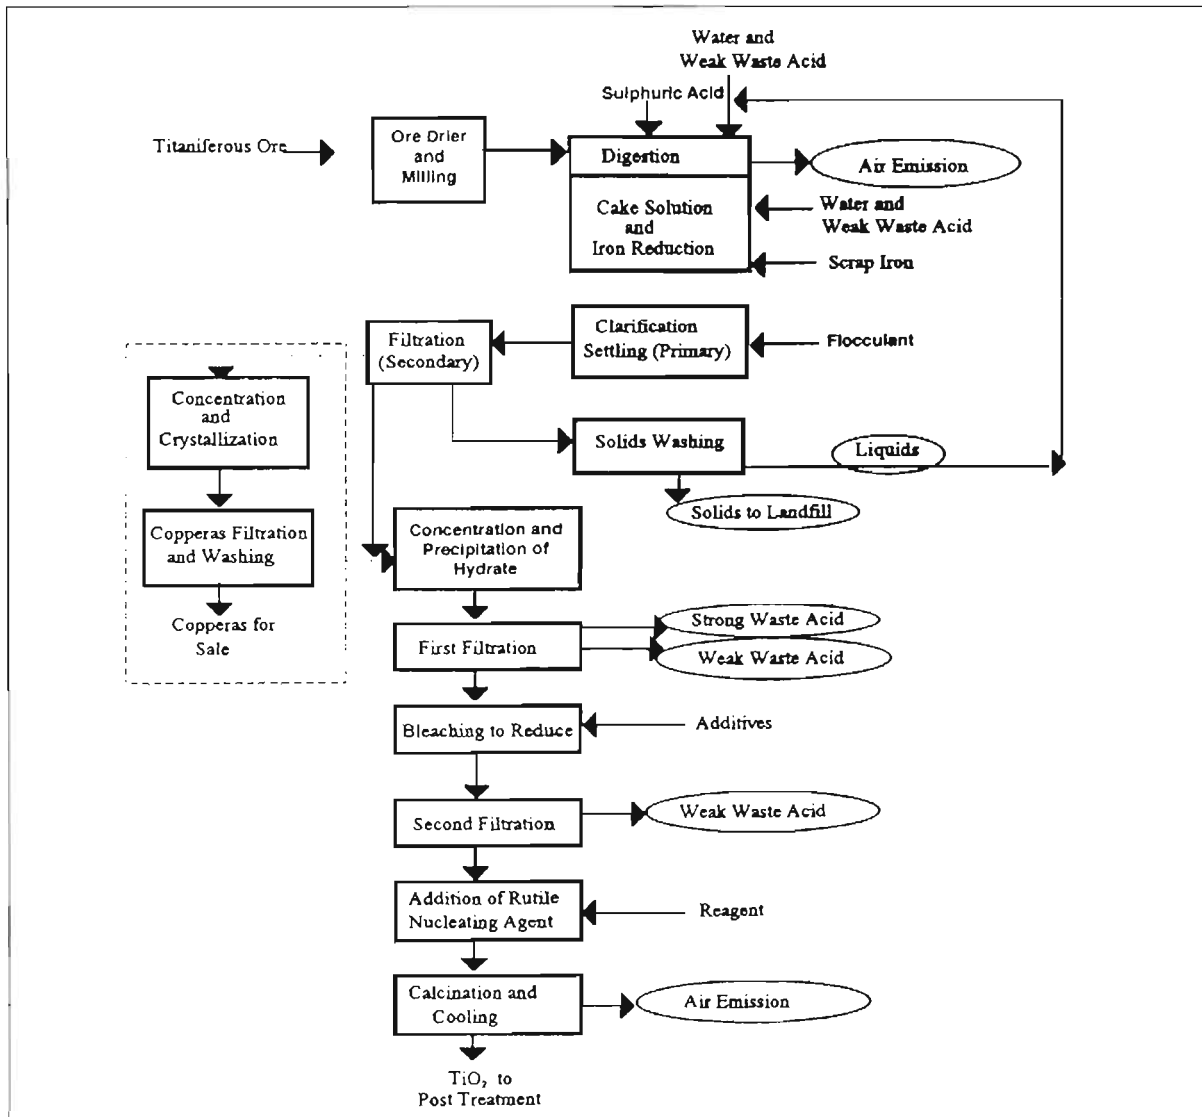 Water and
Weak Waste Acid
Sulphuric Acid
Titaniferous Ore
Ore Drier
and
Milling
Digestion
Air Emission
Cake Solution
and
Iron Reduction
Water and
Weak Waste Acid
Scrap Iron
Filtration
(Secondary)
Clarification
Settling (Primary)
Flocculant
Concentration
and
Crystallization
Solids Washing
Liquids
Solids to Landfill
Copperas Filtration
and Washing
Concentration and
Precipitation of
Hydrate
Copperas for
Sale
First Filtration
Strong Waste Acid
Weak Waste Acid
Bleaching to Reduce
Additives
Second Filtration
Weak Waste Acid
Addition of Rutile
Nucleating Agent
Reagent
Calcination and
Cooling
Air Emission
TiO₂ to
Post Treatment